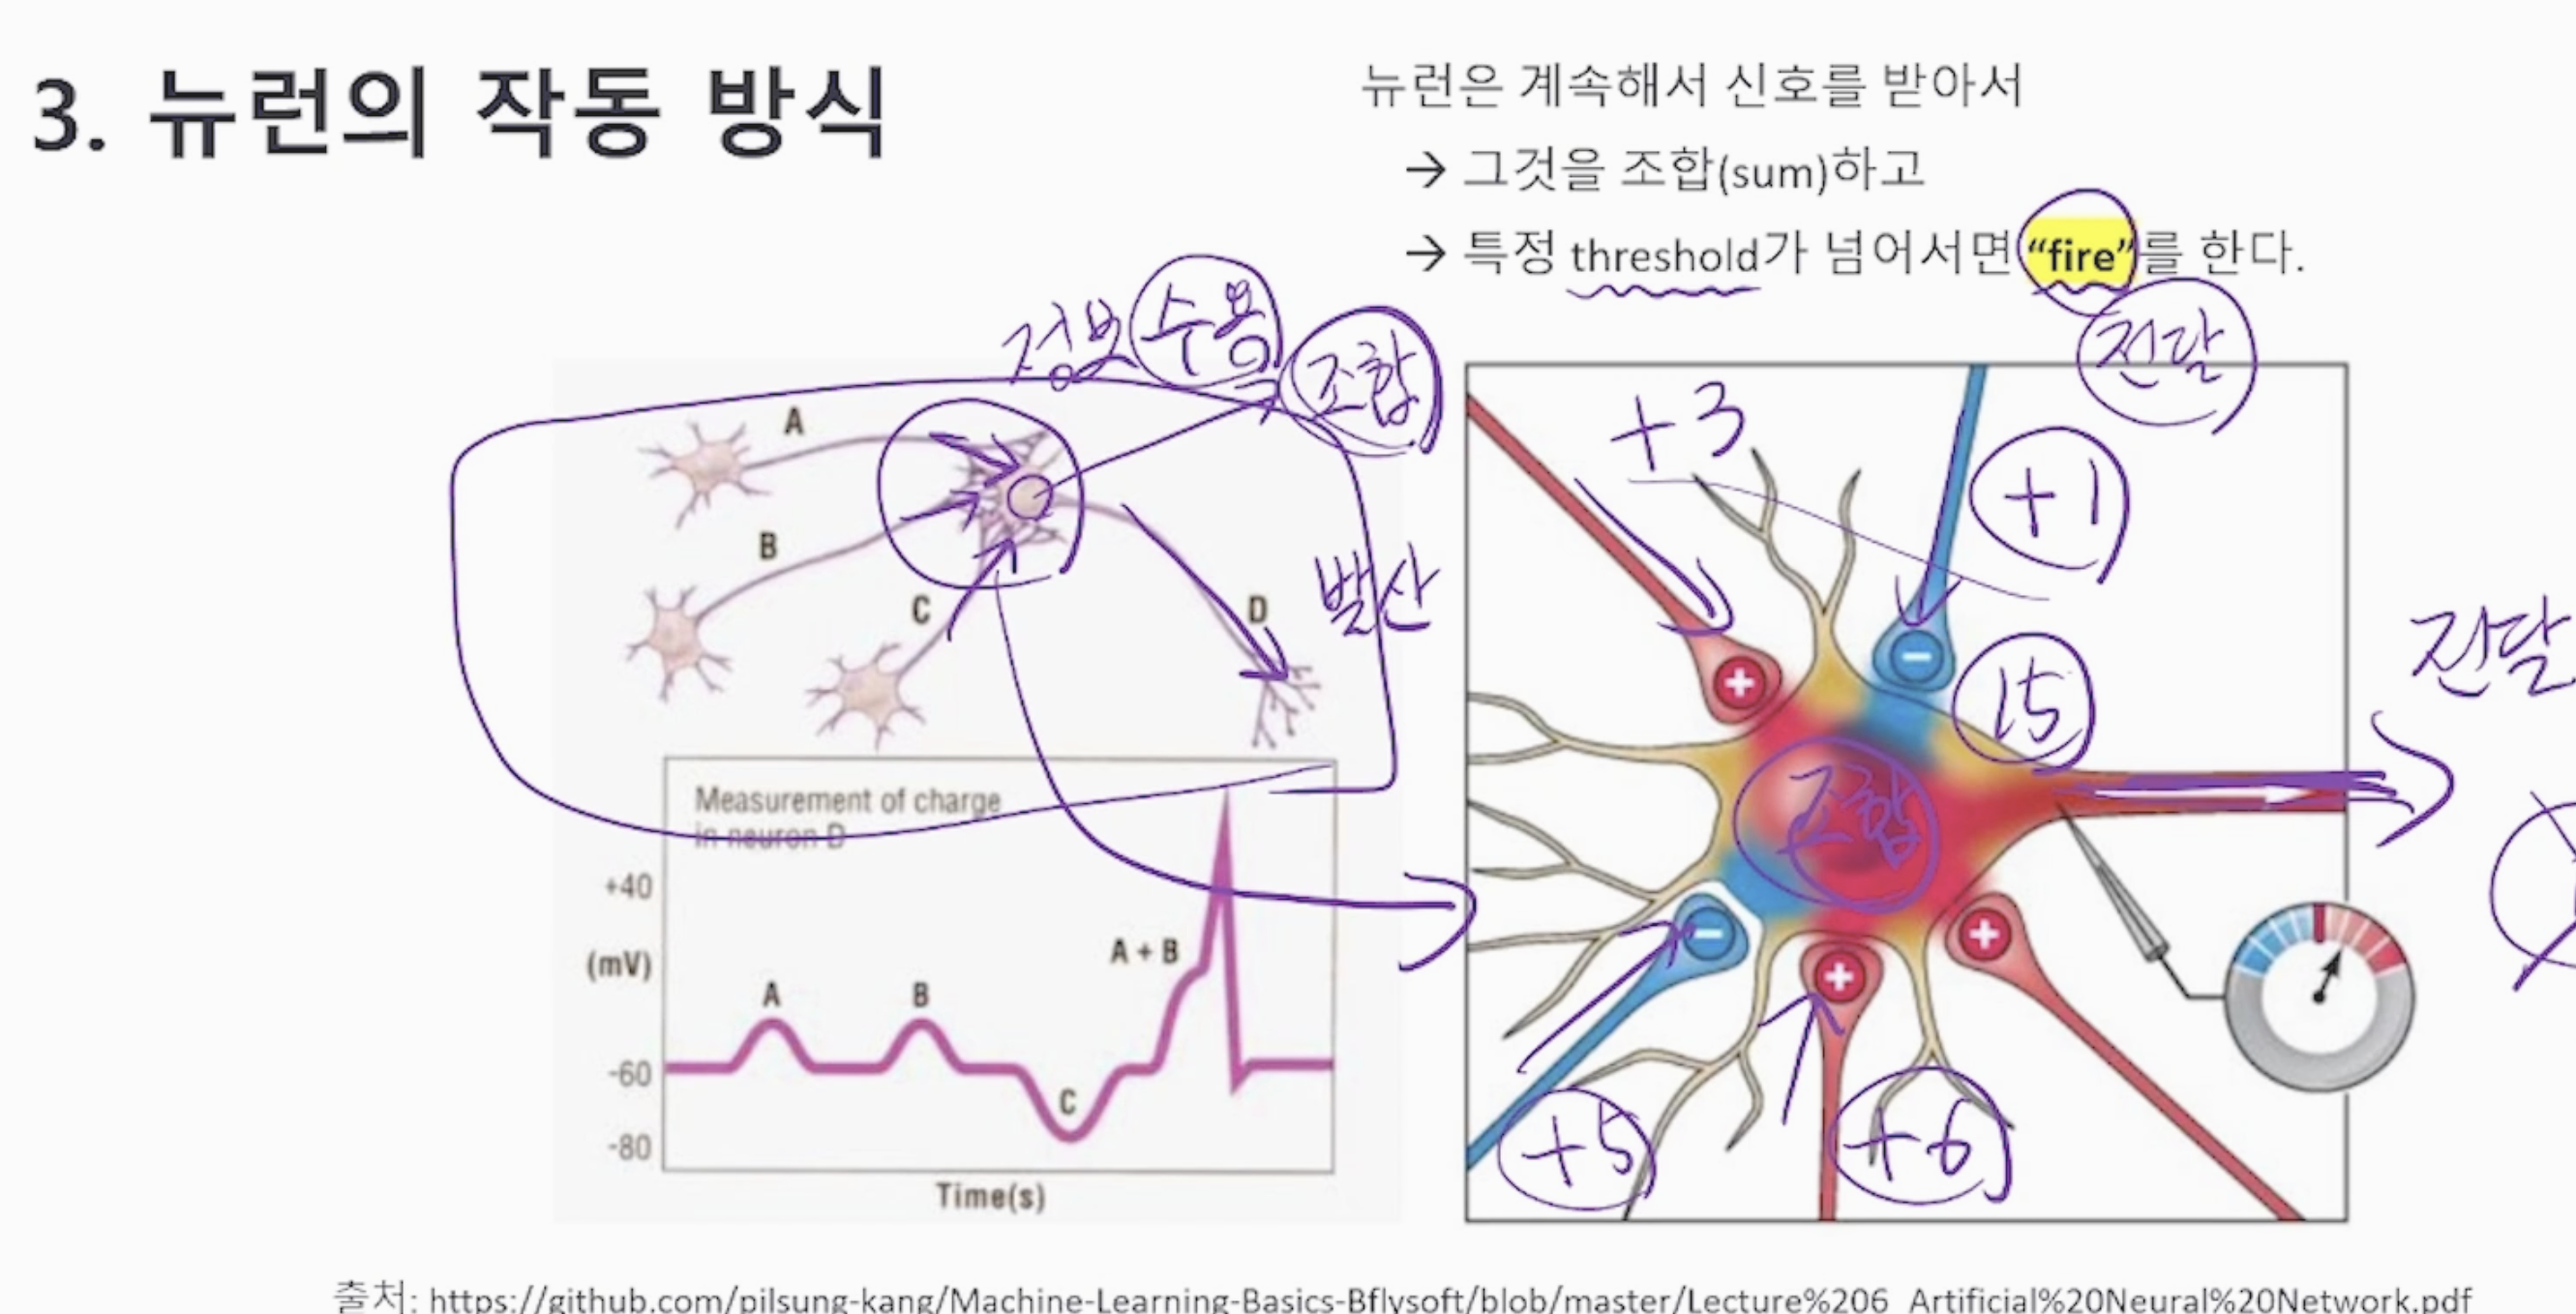 3. 뉴런의 작동 방식
뉴런은 계속해서 신호를 받아서
→ 그것을 조합(sum)하고
→ 특정 threshold가 넘어서면 “fire”를 한다.
전달
정보 수용
조합
A
B
C
D
발산
Measurement of charge
in neuron D
+40
(mV)
-60
-80
A
B
C
A + B
Time(s)
+3
+1
15
조합
전달
+5
+6
출처: https://github.com/pilsung-kang/Machine-Learning-Basics-Bflysoft/blob/master/Lecture%206_Artificial%20Neural%20Network.pdf